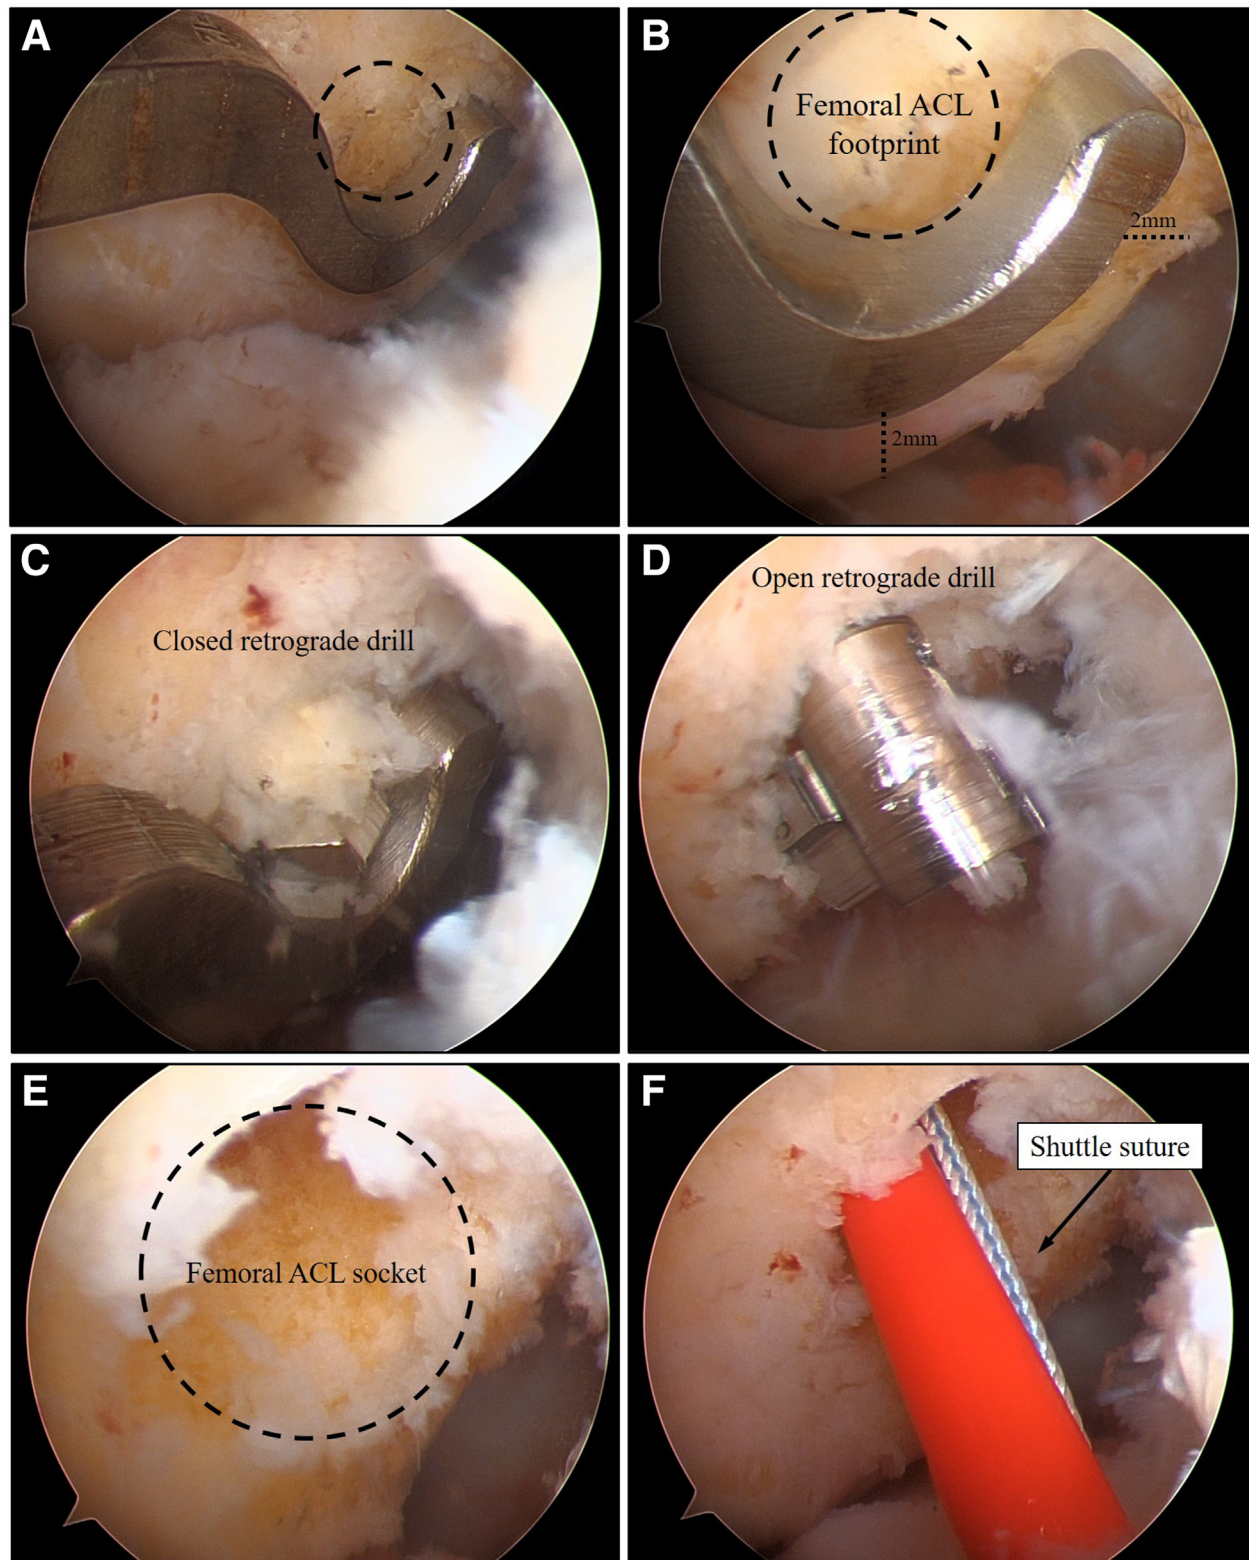 A
B
Femoral ACL
footprint
2mm
2mm
C
Closed retrograde drill
D
Open retrograde drill
E
Femoral ACL socket
F
Shuttle suture